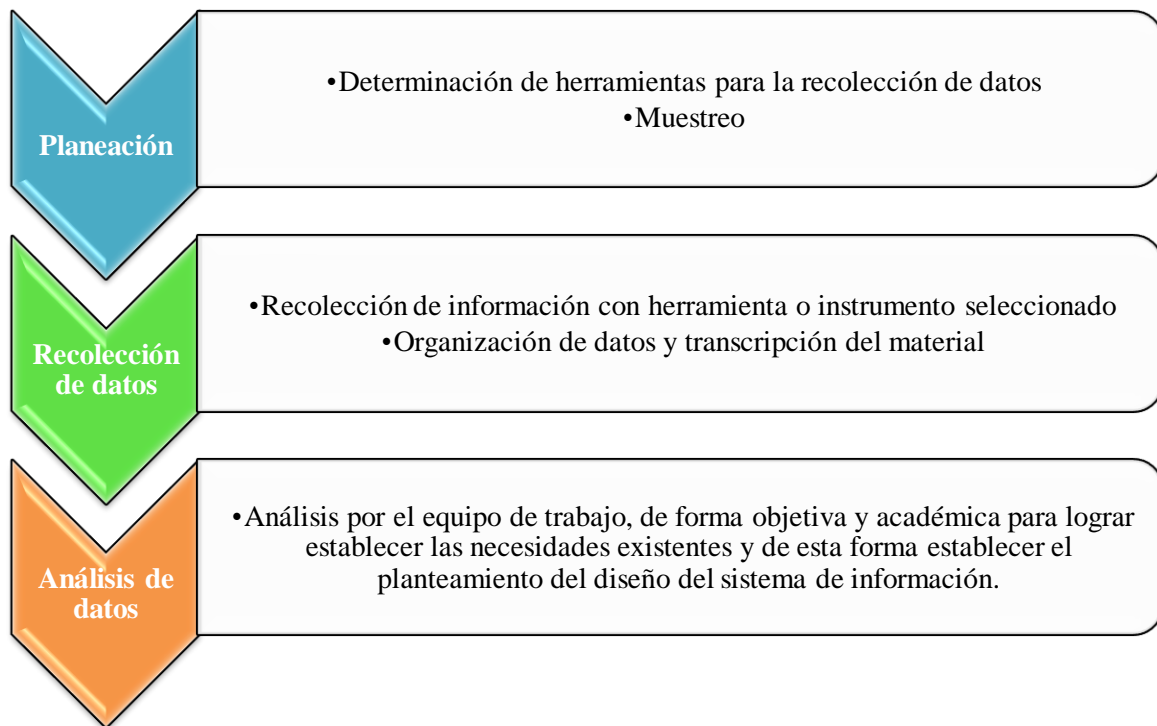 Planeación
•Determinación de herramientas para la recolección de datos
•Muestreo
Recolección
de datos
•Recolección de información con herramienta o instrumento seleccionado
•Organización de datos y transcripción del material
Análisis de
datos
•Análisis por el equipo de trabajo, de forma objetiva y académica para lograr
establecer las necesidades existentes y de esta forma establecer el
planteamiento del diseño del sistema de información.